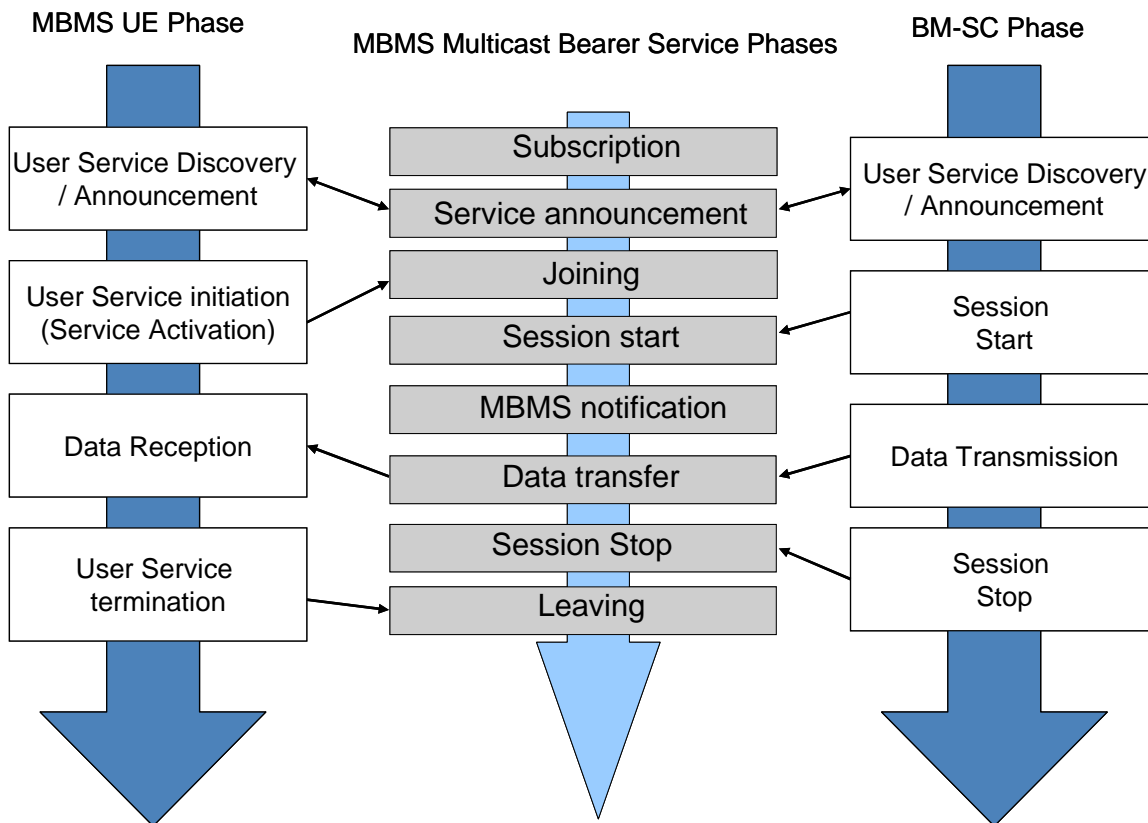 MBMS UE Phase
MBMS Multicast Bearer Service Phases
BM-SC Phase
User Service Discovery
/ Announcement
User Service initiation
(Service Activation)
Data Reception
User Service
termination
Subscription
Service announcement
Joining
Session start
MBMS notification
Data transfer
Session Stop
Leaving
User Service Discovery
/ Announcement
Session
Start
Data Transmission
Session
Stop